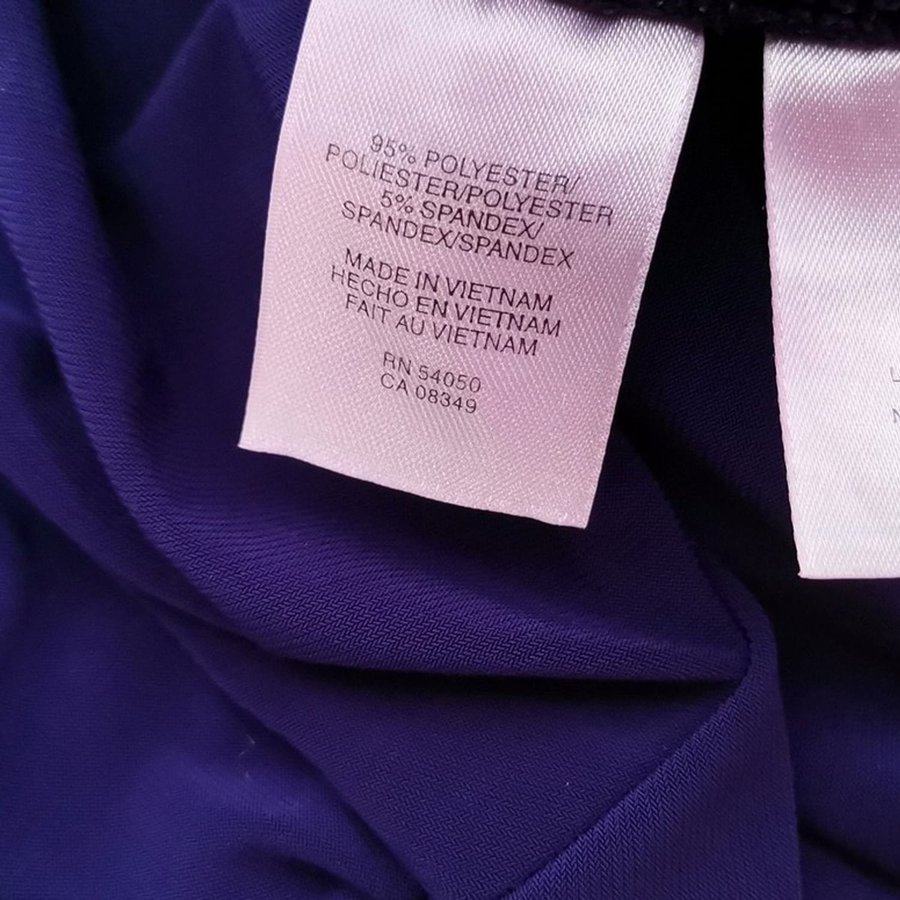 95% POLYESTER/
POLIESTER/POLYESTER
5% SPANDEX/
SPANDEX/SPANDEX
MADE IN VIETNAM
HECHO EN VIETNAM
FAIT AU VIETNAM
RN 54050
CA 08349